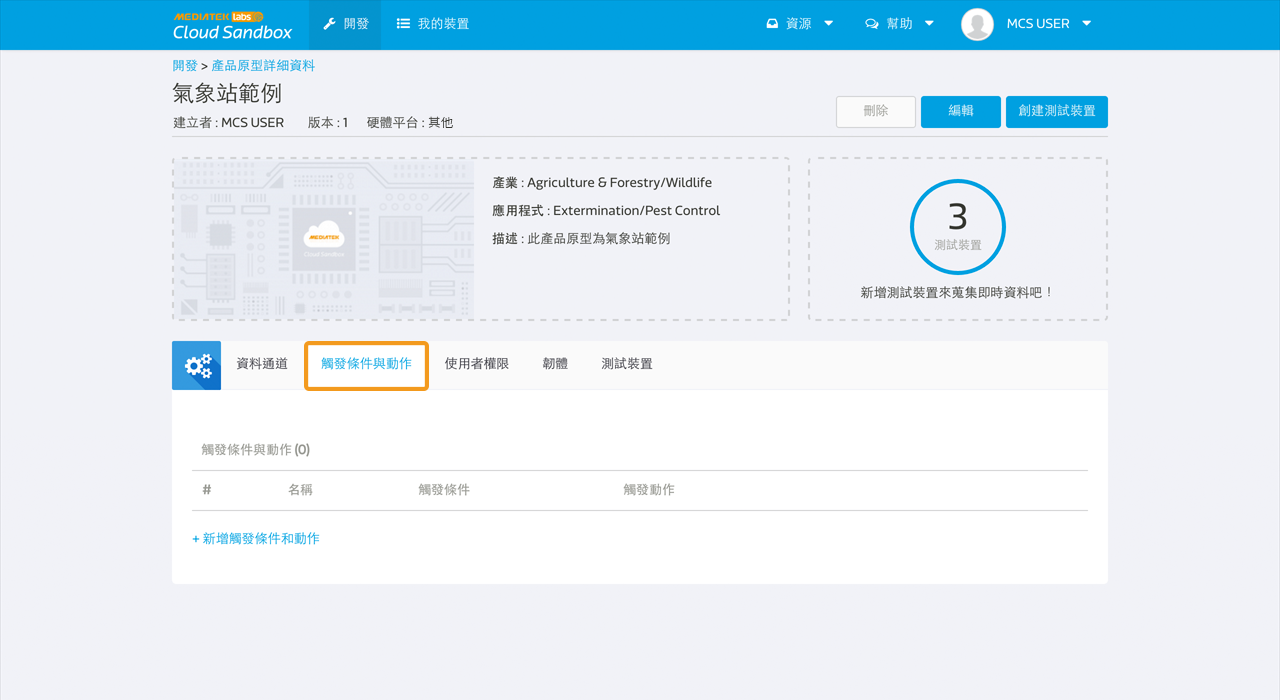 MEDIATEK labs
Cloud Sandbox
開發
我的裝置
資源
幫助
MCS USER
開發 > 產品原型詳細資料
氣象站範例
建立者 : MCS USER 版本 : 1 硬體平台 : 其他
刪除
編輯
創建測試裝置
MEDIATEK
Cloud Sandbox
產業 : Agriculture & Forestry/Wildlife
應用程式 : Extermination/Pest Control
描述 : 此產品原型為氣象站範例
3
測試裝置
新增測試裝置來蒐集即時資料吧！
資料通道 觸發條件與動作 使用者權限 韌體 測試裝置
觸發條件與動作 (0)
# 名稱 觸發條件 觸發動作
+ 新增觸發條件和動作